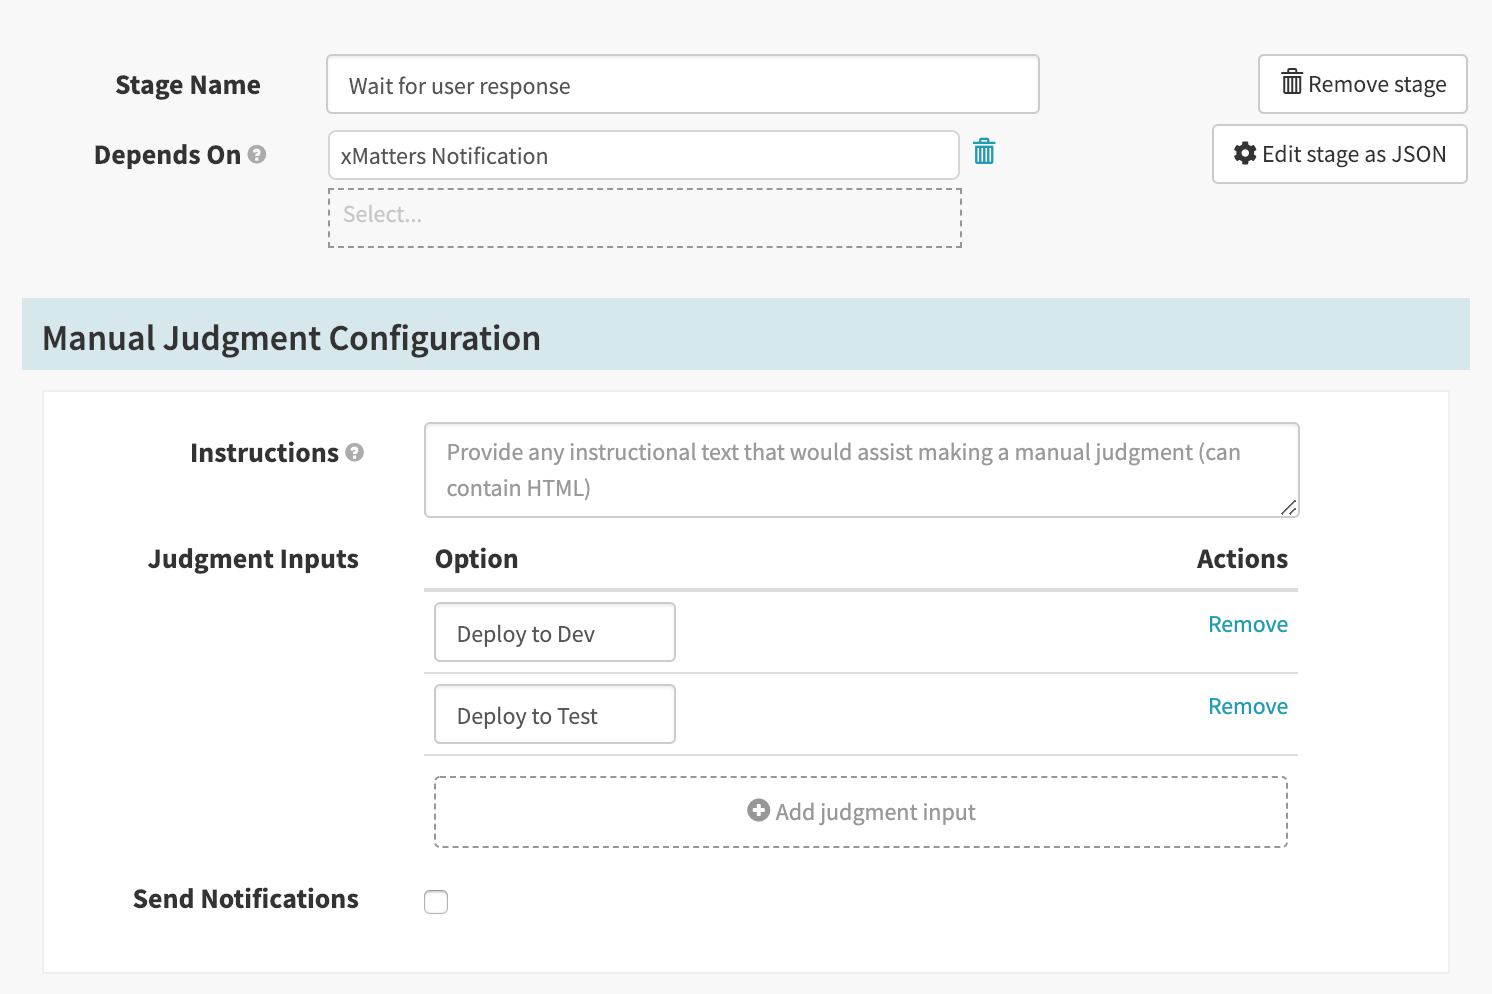 Stage Name
Wait for user response
Remove stage
Depends On
xMatters Notification
Edit stage as JSON
Select...
Manual Judgment Configuration
Instructions
Provide any instructional text that would assist making a manual judgment (can
contain HTML)
Judgment Inputs
Option
Actions
Deploy to Dev
Remove
Deploy to Test
Remove
Add judgment input
Send Notifications